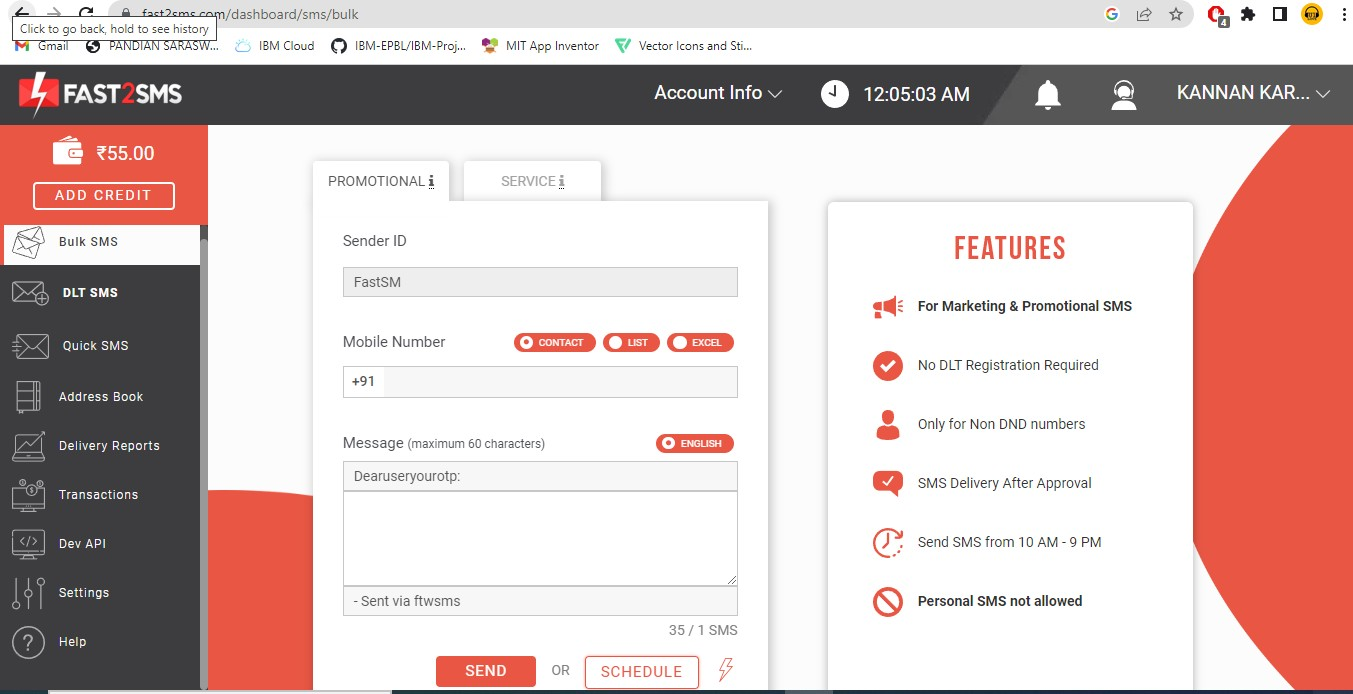 fast2sms.com/dashboard/sms/bulk
4
Click to go back, hold to see history
Gmail
PANDIAN SARASW...
IBM Cloud
IBM-EPBL/IBM-Proj...
MIT App Inventor
Vector Icons and Sti...
FAST2SMS
Account Info
12:05:03 AM
KANNAN KAR...
₹55.00
ADD CREDIT
Bulk SMS
DLT SMS
Quick SMS
Address Book
Delivery Reports
Transactions
Dev API
Settings
Help
PROMOTIONAL
SERVICE
Sender ID
FastSM
Mobile Number
CONTACT
LIST
EXCEL
+91
Message (maximum 60 characters)
ENGLISH
Dearuseryourotp:
- Sent via ftwsms
35 / 1 SMS
SEND
OR
SCHEDULE
FEATURES
For Marketing & Promotional SMS
No DLT Registration Required
Only for Non DND numbers
SMS Delivery After Approval
Send SMS from 10 AM - 9 PM
Personal SMS not allowed